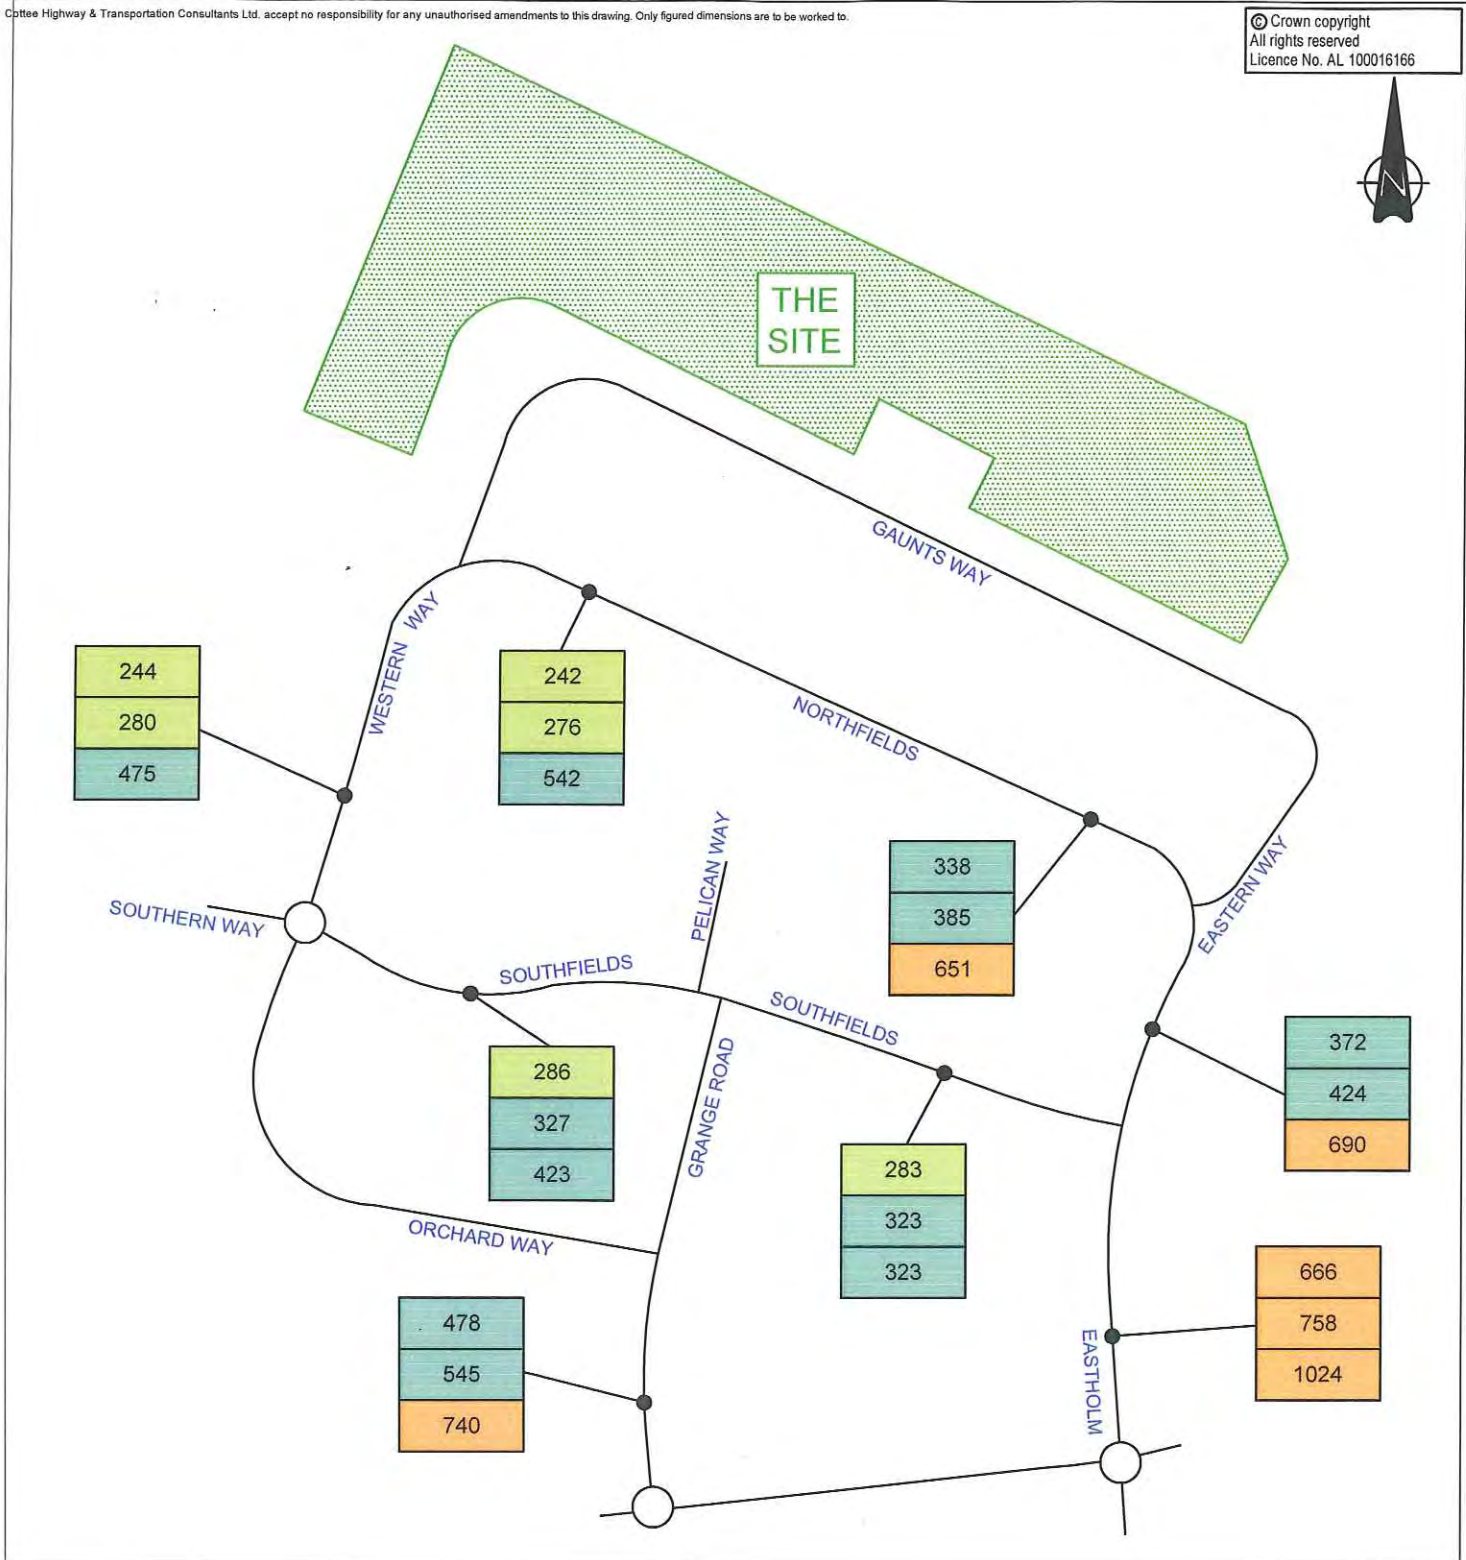 Cottee Highway & Transportation Consultants Ltd. accept no responsibility for any unauthorised amendments to this drawing. Only figured dimensions are to be worked to.
© Crown copyright
All rights reserved
Licence No. AL 100016166
N
THE
SITE
GAUNTS WAY
WESTERN WAY
244
280
475
242
276
542
NORTHFIELDS
PELICAN WAY
338
385
651
EASTERN WAY
SOUTHERN WAY
SOUTHFIELDS
SOUTHFIELDS
286
327
423
GRANGE ROAD
372
424
690
283
323
323
ORCHARD WAY
478
545
740
666
758
1024
EASTHOLM